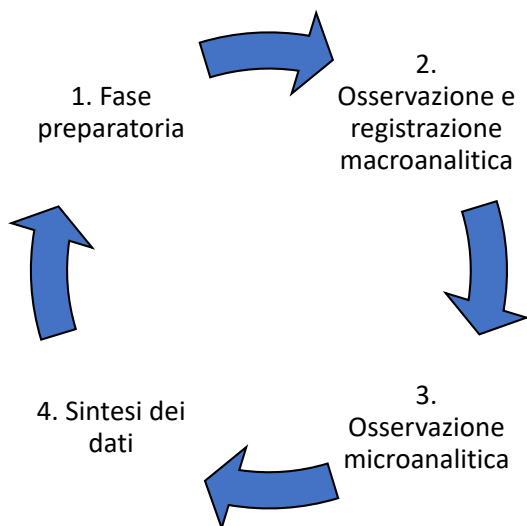 1. Fase
preparatoria
2.
Osservazione e
registrazione
macroanalitica
3.
Osservazione
microanalitica
4. Sintesi dei
dati